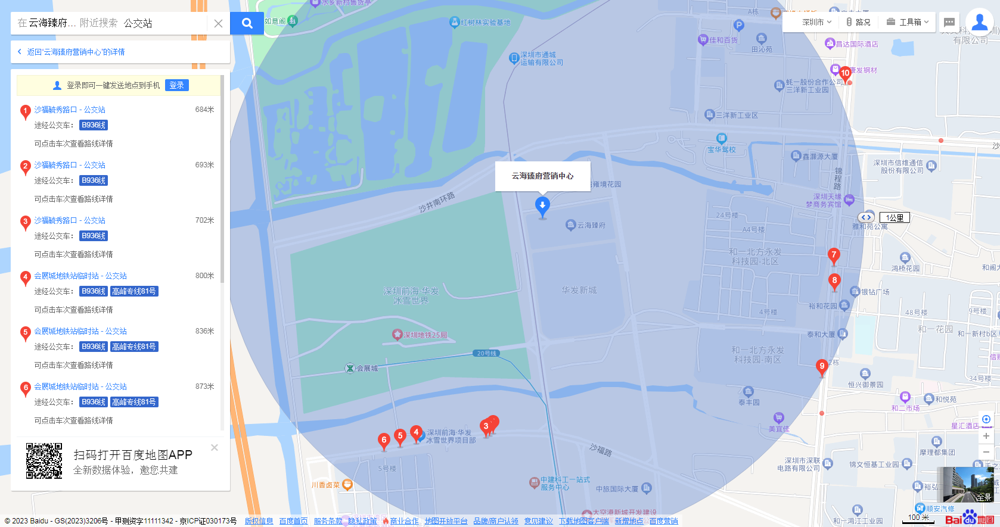 在 云海臻府... 附近搜索 公交站
返回“云海臻府营销中心”的详情
登录即可一键发送地点到手机 登录
1 沙福毓秀路口 - 公交站 684米
途经公交车： B936线
可点击车次查看路线详情
2 沙福毓秀路口 - 公交站 693米
途经公交车： B936线
可点击车次查看路线详情
3 沙福毓秀路口 - 公交站 702米
途经公交车： B936线
可点击车次查看路线详情
4 会展城地铁站临时站 - 公交站 800米
途经公交车： B936线 高峰专线81号
可点击车次查看路线详情
5 会展城地铁站临时站 - 公交站 836米
途经公交车： B936线 高峰专线81号
可点击车次查看路线详情
6 会展城地铁站临时站 - 公交站 873米
途经公交车： B936线 高峰专线81号
可点击车次查看路线详情
扫码打开百度地图APP
全新数据体验，邀您共建
深圳市 路况 工具箱
水乡新村售货亭
如意阁
红树林实验基地
深圳市通城
运输有限公司
A栋
佳和百货
田沁苑
昌达国际酒店
有限公司
康发钢材
10
蚝一股份合作公司
三洋新工业园
三洋新工业区
宝华驾校
鑫灏源大厦
深圳市信维通信
股份有限公司
沙
锦程路
深圳天缘
梦商务宾馆
1公里
雅和苑公寓
云海臻府营销中心
雍境花园
沙井南环路
云海臻府
24号楼
A4号楼
和一北方永发
科技园-北区
7
8
鸿桥花园
和阁大
银钻广场
裕和花园
48号楼
9号楼
4号楼
深圳前海·华发
冰雪世界
华发新城
深圳地铁25局
20号线
会展城
泰和大厦
和一花园
和一新村b区
和一北方永发
科技园-南区
9
2栋
34号楼
恒兴御景园
泰丰园
和二市场
和悦苑
美宜佳
星汇酒店
3
4
5
6
深圳前海·华发
冰雪世界项目部
沙福路
摩理都集团
5号楼
川香卤菜
中建科工一站式
服务中心
中旅国际大厦
深圳市深联
电路有限公司
锦文恒基工业园
裕弘工
全景
顺安汽修
大空港新城开发建设
和一鸿江工业园
100 米
Bai 地图
© 2023 Baidu - GS(2023)3206号 - 甲测资字11111342 - 京ICP证030173号 版权信息 百度首页 服务条款 隐私政策 商业合作 地图开放平台 品牌/商户认领 意见建议 下载地图客户端 新增地点 百度营销